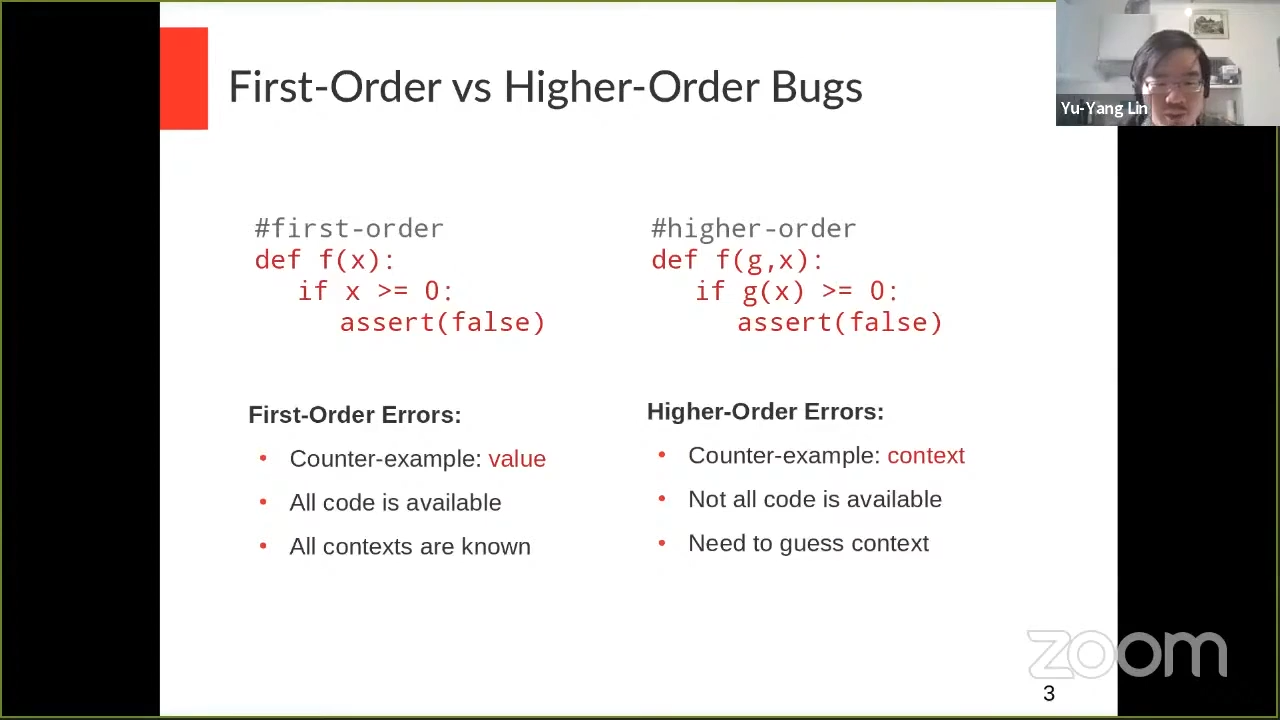 First-Order vs Higher-Order Bugs
Yu-Yang Lin
#first-order
def f(x):
if x >= 0:
assert(false)
#higher-order
def f(g,x):
if g(x) >= 0:
assert(false)
First-Order Errors:
• Counter-example: value
• All code is available
• All contexts are known
Higher-Order Errors:
• Counter-example: context
• Not all code is available
• Need to guess context
zoom
3